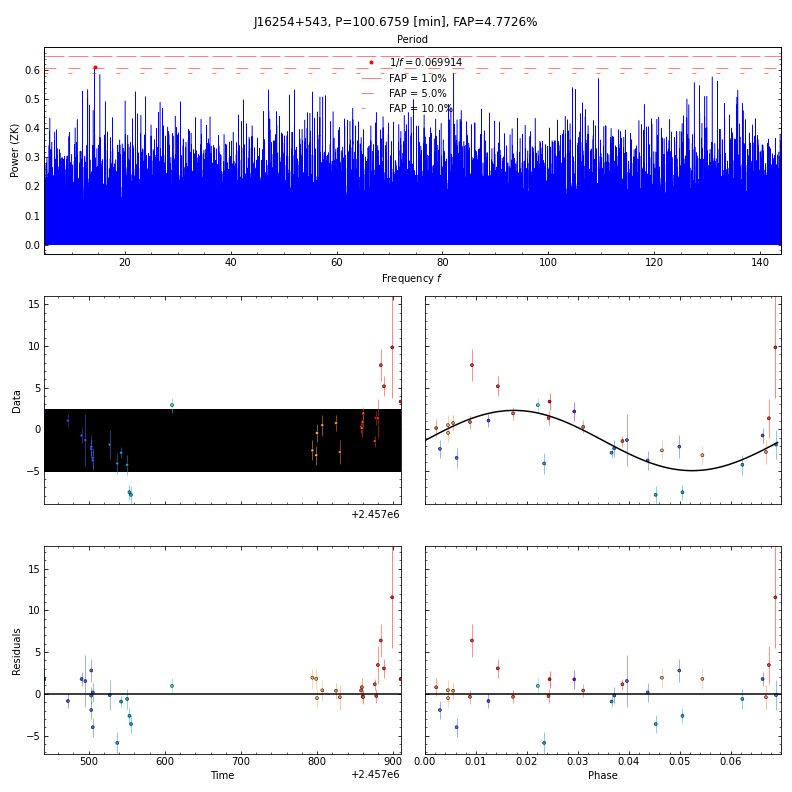 J16254+543, P=100.6759 [min], FAP=4.7726%
Period
1/f = 0.069914
FAP = 1.0%
FAP = 5.0%
FAP = 10.0%
Power (ZK)
0.6
0.5
0.4
0.3
0.2
0.1
0.0
20 40 60 80 100 120 140
Frequency f
Data
15
10
5
0
−5
+2.457e6
Residuals
15
10
5
0
−5
500 600 700 800 900
Time
+2.457e6
0.00 0.01 0.02 0.03 0.04 0.05 0.06
Phase